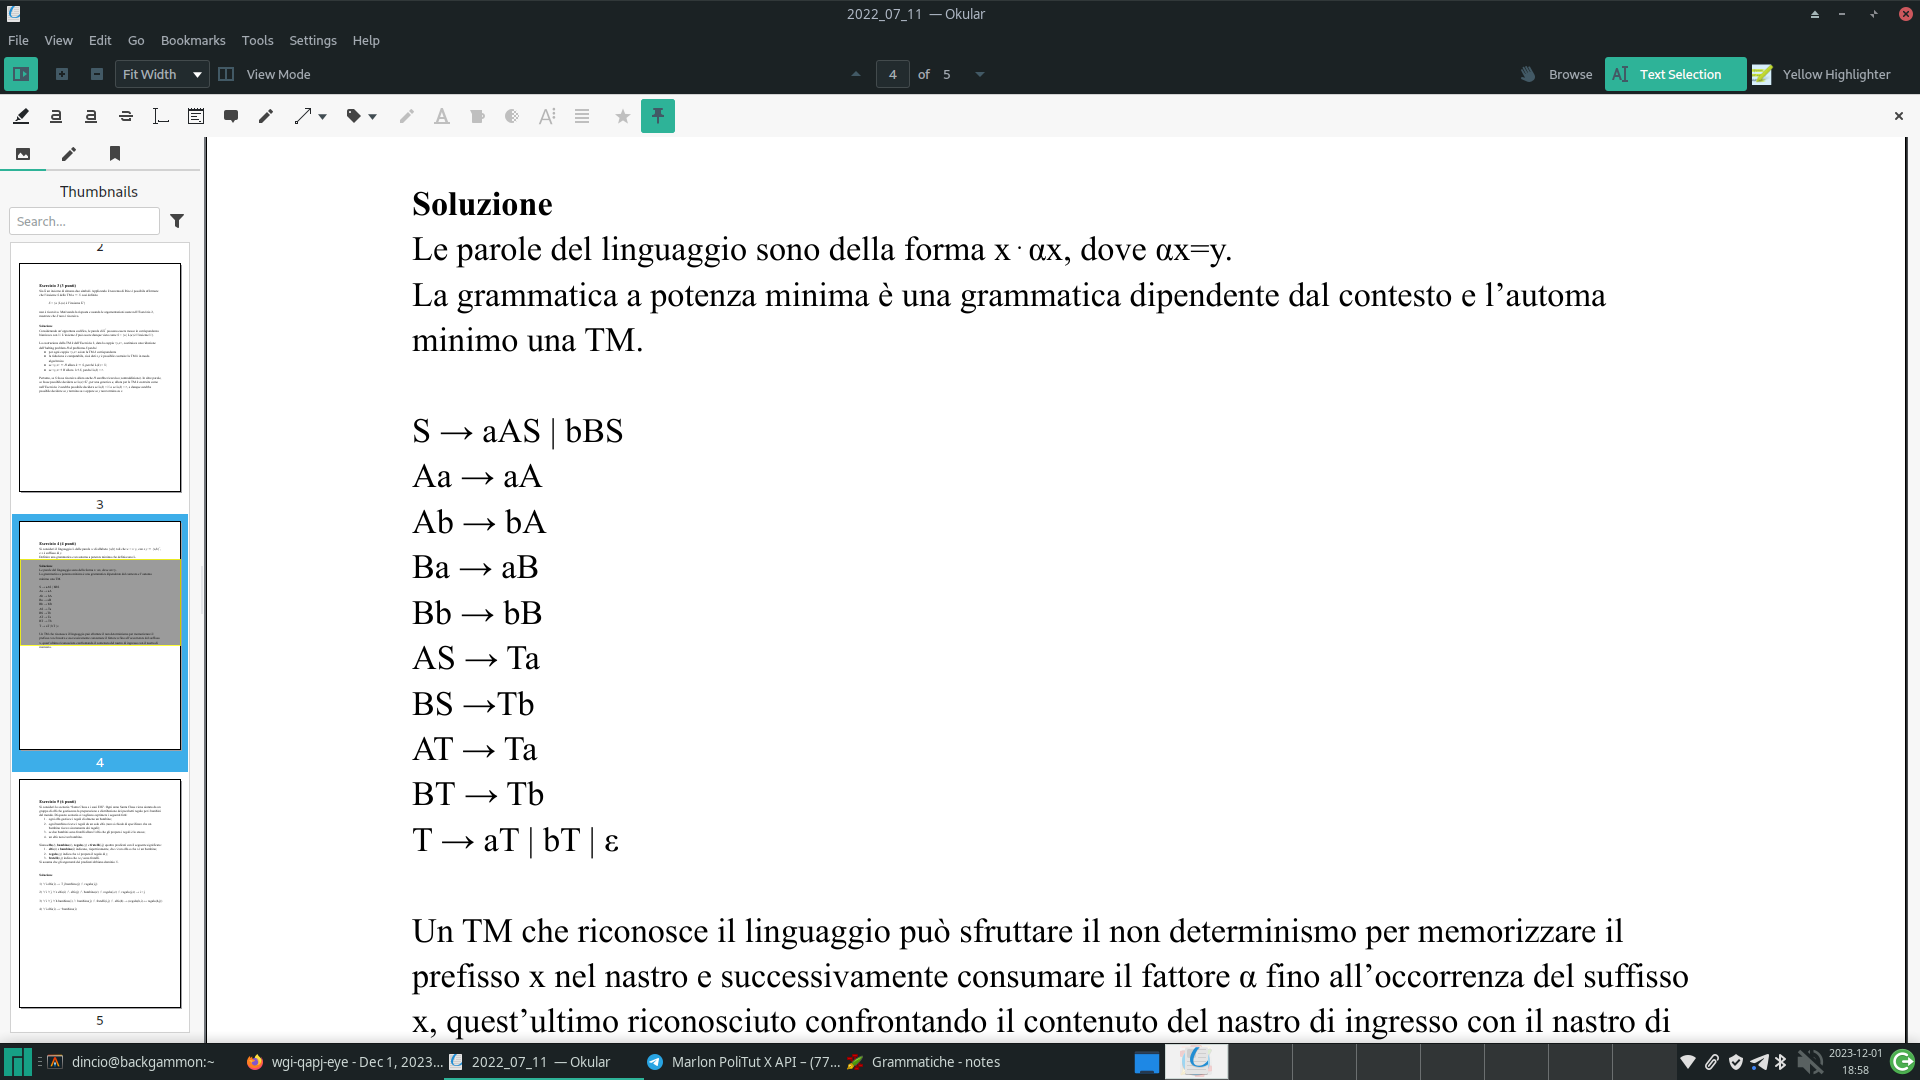 2022_07_11 — Okular
File View Edit Go Bookmarks Tools Settings Help
Fit Width View Mode 4 of 5 Browse Text Selection Yellow Highlighter
Thumbnails
Search...
2
3
4
5
Soluzione
Le parole del linguaggio sono della forma x · αx, dove αx=y.
La grammatica a potenza minima è una grammatica dipendente dal contesto e l’automa
minimo una TM.
S → aAS | bBS
Aa → aA
Ab → bA
Ba → aB
Bb → bB
AS → Ta
BS →Tb
AT → Ta
BT → Tb
T → aT | bT | ε
Un TM che riconosce il linguaggio può sfruttare il non determinismo per memorizzare il
prefisso x nel nastro e successivamente consumare il fattore α fino all’occorrenza del suffisso
x, quest’ultimo riconosciuto confrontando il contenuto del nastro di ingresso con il nastro di
dincio@backgammon:~ wgi-qapj-eye - Dec 1, 2023... 2022_07_11 — Okular Marlon PoliTut X API – (77... Grammatiche - notes
2023-12-01
18:58